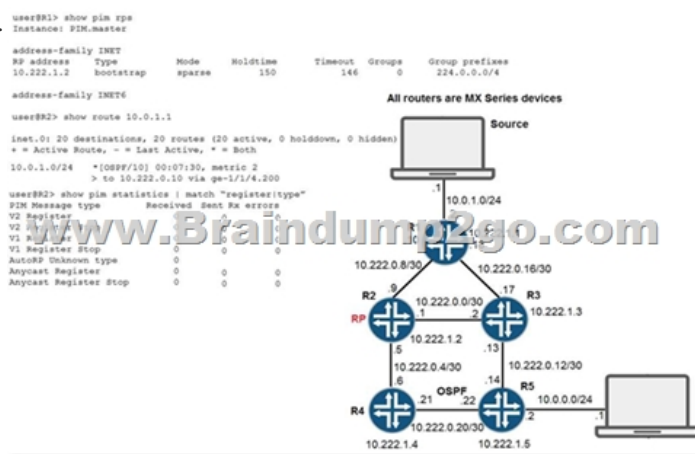 user@R1> show pim rps
Instance: PIM.master
address-family INET
RP address Type Mode Holdtime Timeout Groups Group prefixes
10.222.1.2 bootstrap sparse 150 146 0 224.0.0.0/4
address-family INET6
user@R2> show route 10.0.1.1
inet.0: 20 destinations, 20 routes (20 active, 0 holddown, 0 hidden)
+ = Active Route, - = Last Active, * = Both
10.0.1.0/24 *[OSPF/10] 00:07:30, metric 2
> to 10.222.0.10 via ge-1/1/4.200
user@R2> show pim statistics | match "register|type"
PIM Message type Received Sent Rx errors
V2 Register 0 0 0
V2
V1
V1 Register Stop 0 0 0
AutoRP Unknown type 0
Anycast Register 0 0 0
Anycast Register Stop 0 0 0
www.Braindump2go.com
All routers are MX Series devices
Source
.1
10.0.1.0/24
10.222.0.8/30
10.222.0.16/30
.9
.17
R2
10.222.0.0/30
R3
RP
.1
.2
10.222.1.3
10.222.1.2
.5
.13
10.222.0.4/30
10.222.0.12/30
.6
.14
R5
OSPF
10.0.0.0/24
R4
.21
.22
.2
.1
10.222.0.20/30
10.222.1.4
10.222.1.5